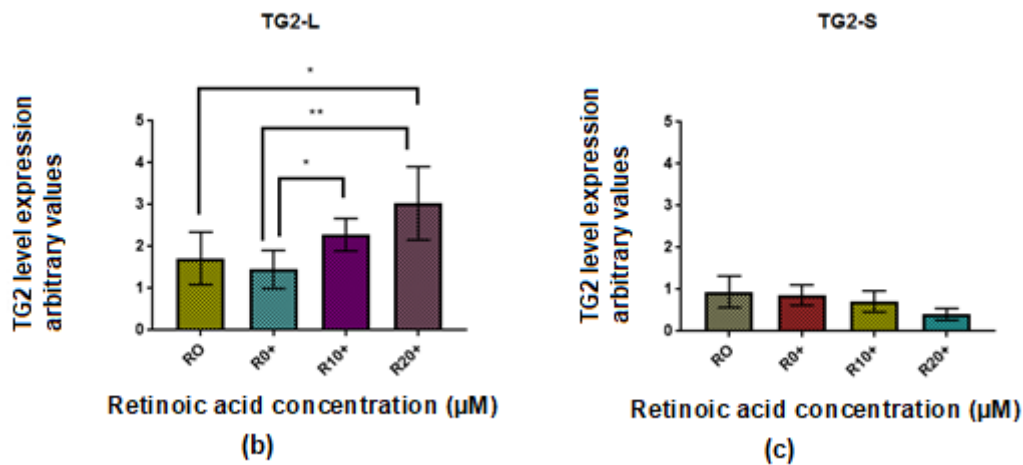 TG2-L
*
**
*
5
4
3
2
1
0
TG2 level expression
arbitrary values
RO
R0+
R10+
R20+
Retinoic acid concentration (µM)
(b)
TG2-S
5
4
3
2
1
0
TG2 level expression
arbitrary values
RO
R0+
R10+
R20+
Retinoic acid concentration (µM)
(c)